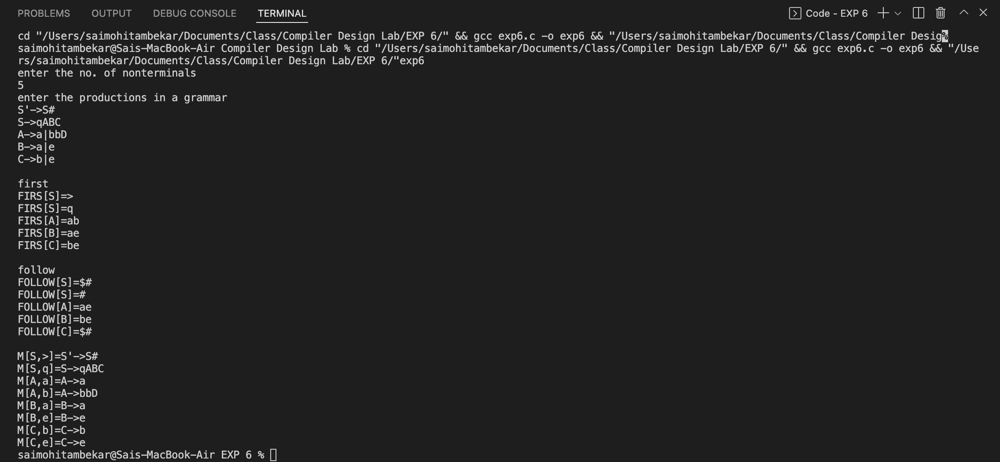 PROBLEMS OUTPUT DEBUG CONSOLE TERMINAL Code - EXP 6
cd "/Users/saimohitambekar/Documents/Class/Compiler Design Lab/EXP 6/" && gcc exp6.c -o exp6 && "/Users/saimohitambekar/Documents/Class/Compiler Desig%
saimohitambekar@Sais-MacBook-Air Compiler Design Lab % cd "/Users/saimohitambekar/Documents/Class/Compiler Design Lab/EXP 6/" && gcc exp6.c -o exp6 && "/Use
rs/saimohitambekar/Documents/Class/Compiler Design Lab/EXP 6/"exp6
enter the no. of nonterminals
5
enter the productions in a grammar
S'->S#
S->qABC
A->a|bbD
B->a|e
C->b|e
first
FIRS[S]=>
FIRS[S]=q
FIRS[A]=ab
FIRS[B]=ae
FIRS[C]=be
follow
FOLLOW[S]=$#
FOLLOW[S]=#
FOLLOW[A]=ae
FOLLOW[B]=be
FOLLOW[C]=$#
M[S,>]=S'->S#
M[S,q]=S->qABC
M[A,a]=A->a
M[A,b]=A->bbD
M[B,a]=B->a
M[B,e]=B->e
M[C,b]=C->b
M[C,e]=C->e
saimohitambekar@Sais-MacBook-Air EXP 6 %